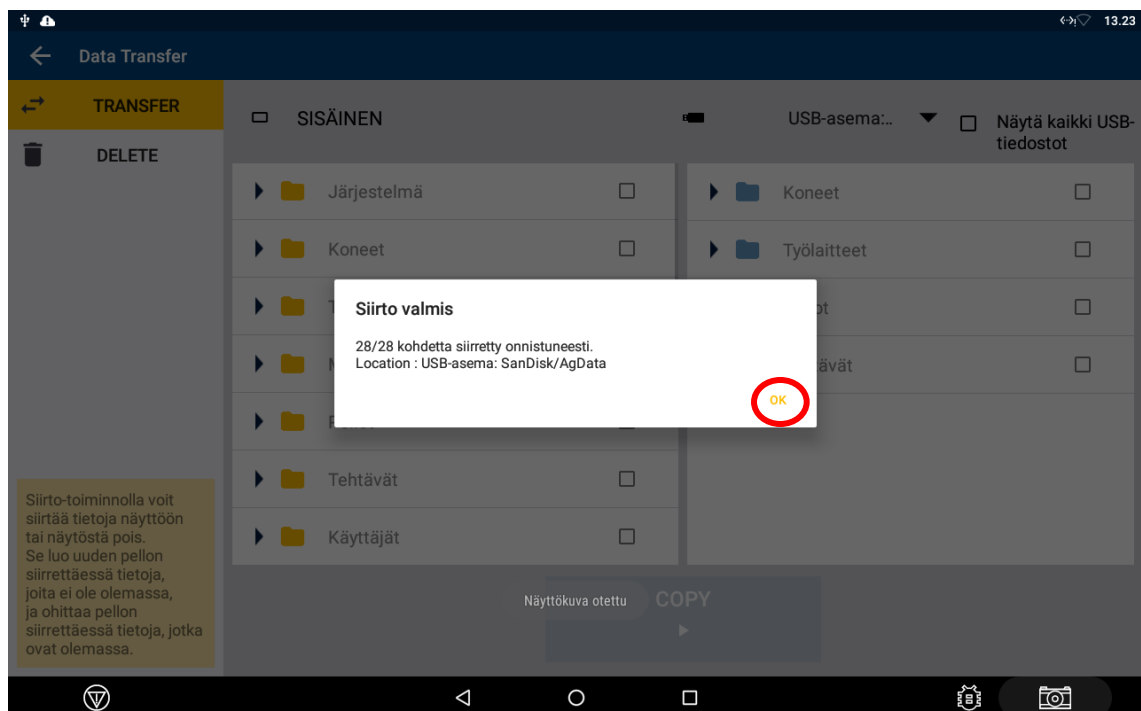 13.23
Data Transfer
TRANSFER
DELETE
SISÄINEN
USB-asema:..
Näytä kaikki USB-
tiedostot
Järjestelmä
Koneet
Tehtävät
Käyttäjät
Koneet
Työlaitteet
Siirto valmis
28/28 kohdetta siirretty onnistuneesti.
Location : USB-asema: SanDisk/AgData
OK
Siirto-toiminnolla voit
siirtää tietoja näyttöön
tai näytöstä pois.
Se luo uuden pellon
siirrettäessä tietoja,
joita ei ole olemassa,
ja ohittaa pellon
siirrettäessä tietoja, jotka
ovat olemassa.
Näyttökuva otettu
COPY